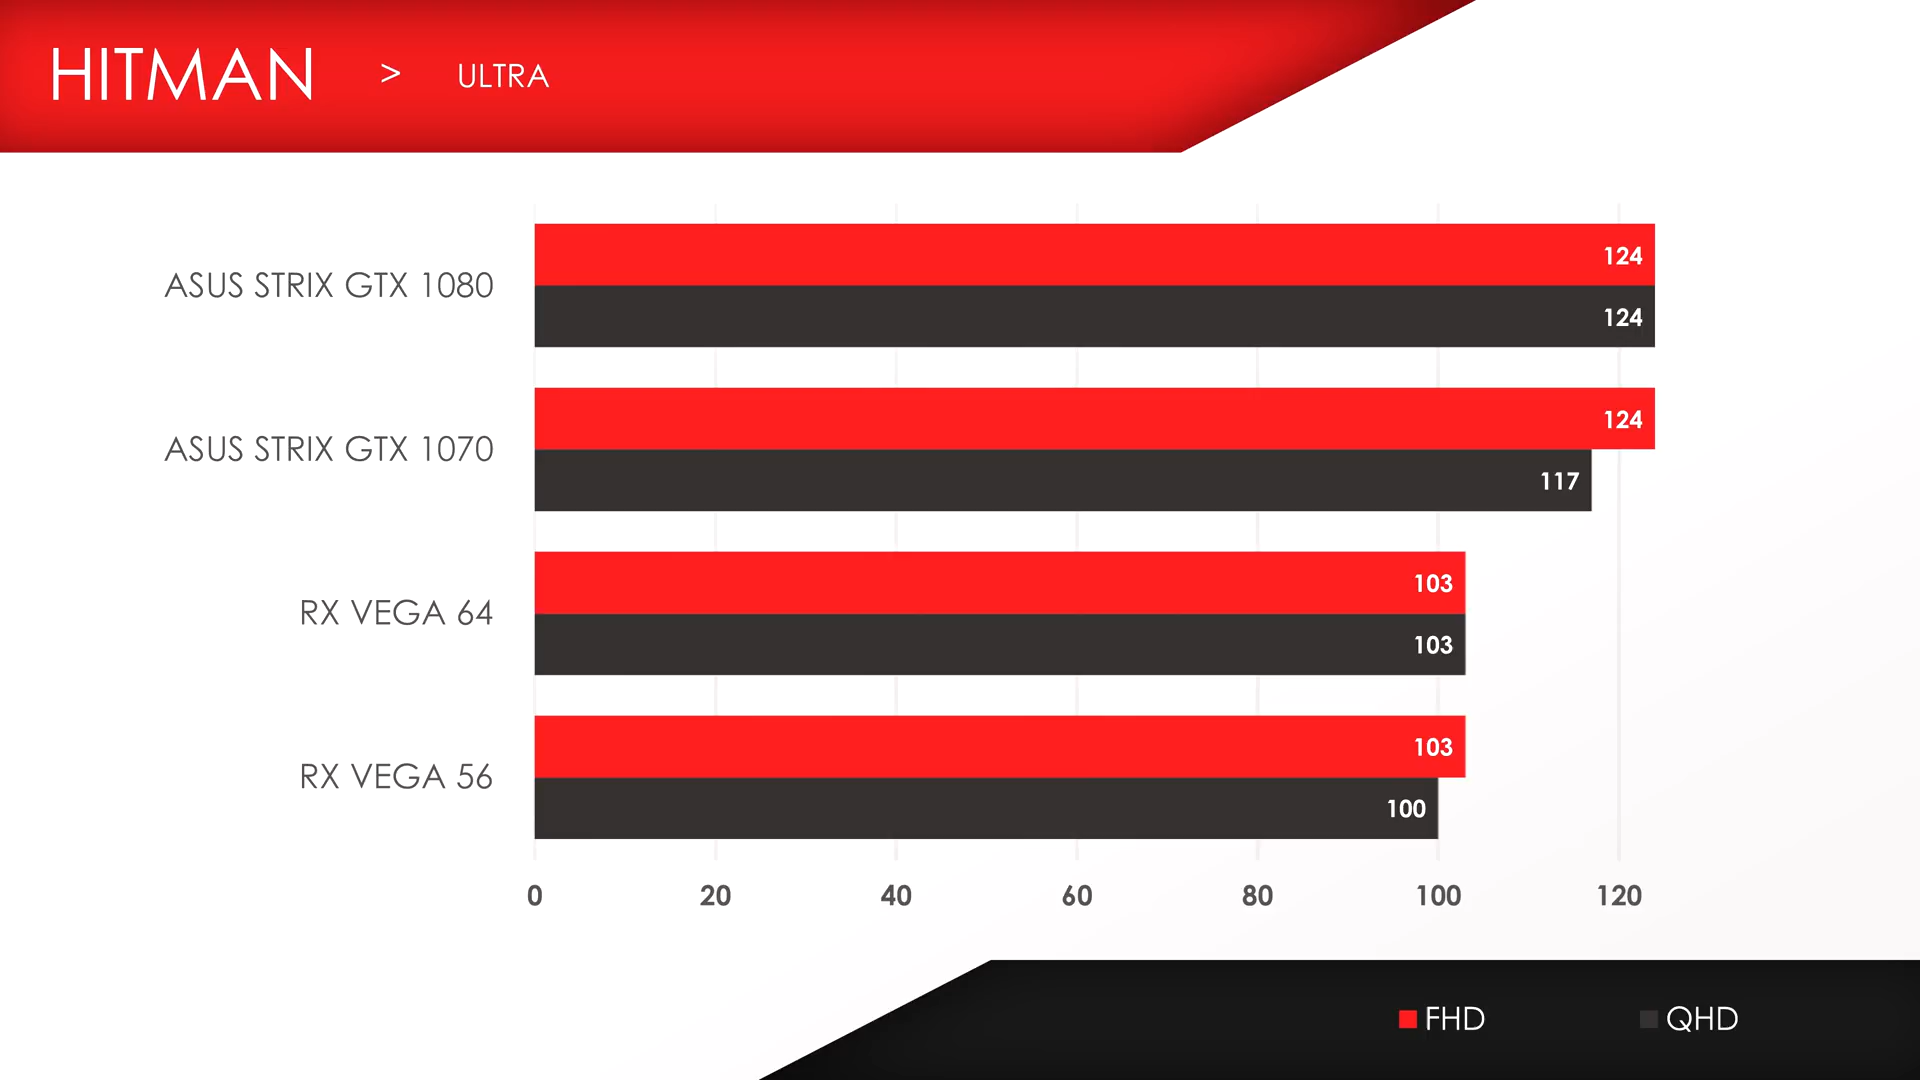 HITMAN > ULTRA
ASUS STRIX GTX 1080
124
124
ASUS STRIX GTX 1070
124
117
RX VEGA 64
103
103
RX VEGA 56
103
100
0 20 40 60 80 100 120
FHD QHD